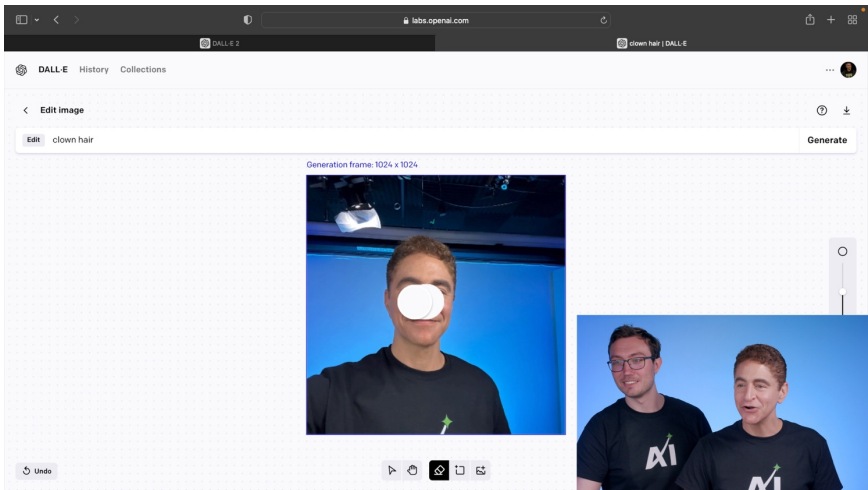 labs.openai.com
DALL·E 2
clown hair | DALL·E
DALL·E History Collections
Edit image
Edit clown hair
Generate
Generation frame: 1024 x 1024
AI
AI
Undo